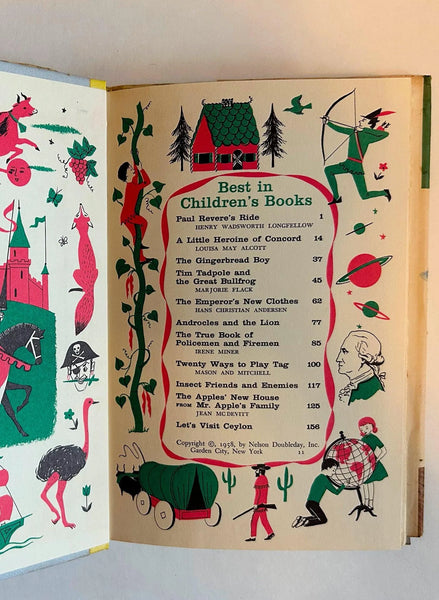 Best in
Children's Books
Paul Revere's Ride 1
HENRY WADSWORTH LONGFELLOW
A Little Heroine of Concord 14
LOUISA MAY ALCOTT
The Gingerbread Boy 37
Tim Tadpole and
the Great Bullfrog 45
MARJORIE FLACK
The Emperor's New Clothes 62
HANS CHRISTIAN ANDERSEN
Androcles and the Lion 77
The True Book of
Policemen and Firemen 85
IRENE MINER
Twenty Ways to Play Tag 100
MASON AND MITCHELL
Insect Friends and Enemies 117
The Apples' New House
FROM Mr. Apple's Family 125
JEAN MCDEVITT
Let's Visit Ceylon 156
Copyright ©, 1958, by Nelson Doubleday, Inc.
Garden City, New York 11